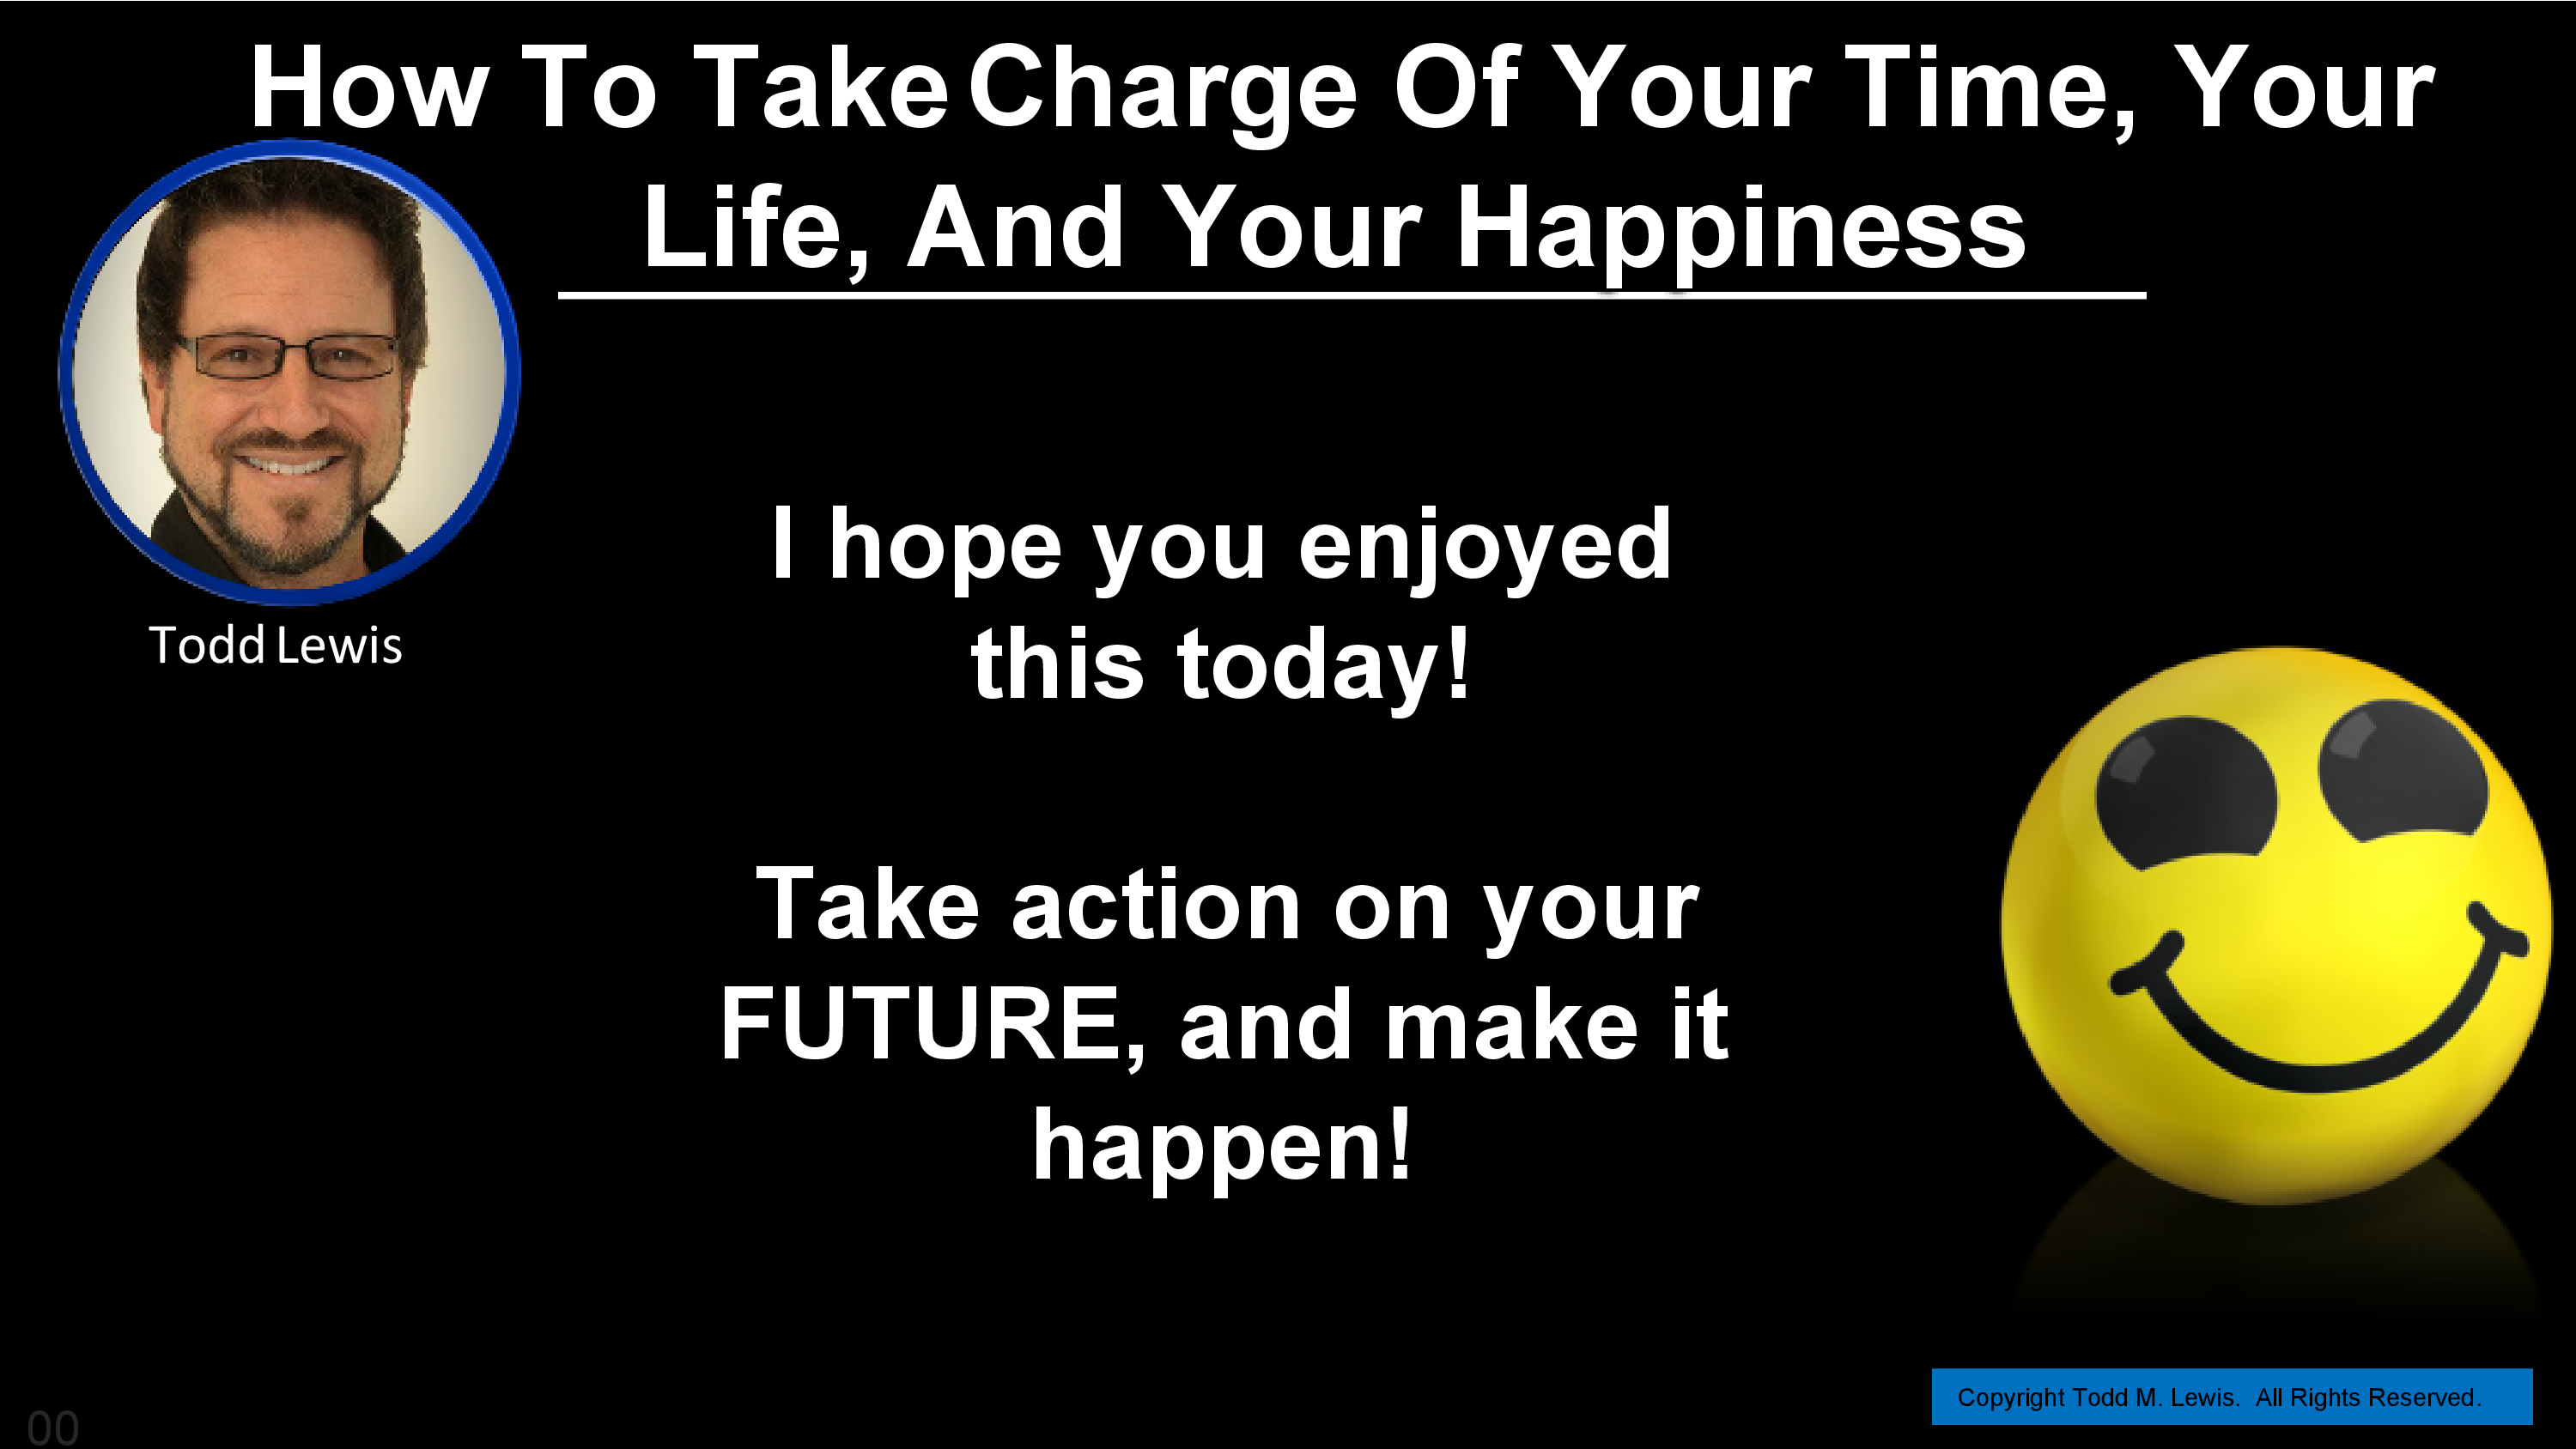 How To Take Charge Of Your Time, Your
Life, And Your Happiness
Todd Lewis
I hope you enjoyed
this today!
Take action on your
FUTURE, and make it
happen!
Copyright Todd M. Lewis.  All Rights Reserved.
00